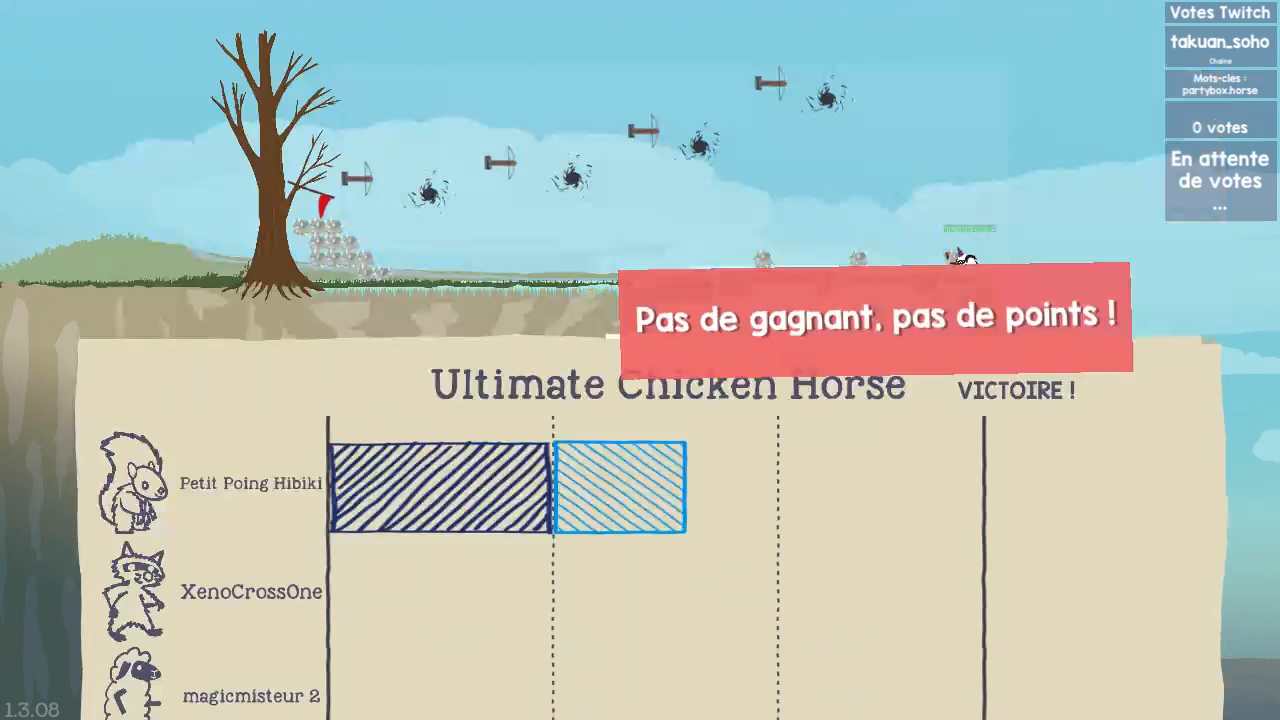 Votes Twitch
takuan_soho
Chaîne
Mots-clés :
partybox.horse
0 votes
En attente
de votes
...
Pas de gagnant, pas de points !
Ultimate Chicken Horse
VICTOIRE !
Petit Poing Hibiki
XenoCrossOne
magicmisteur 2
1.3.08